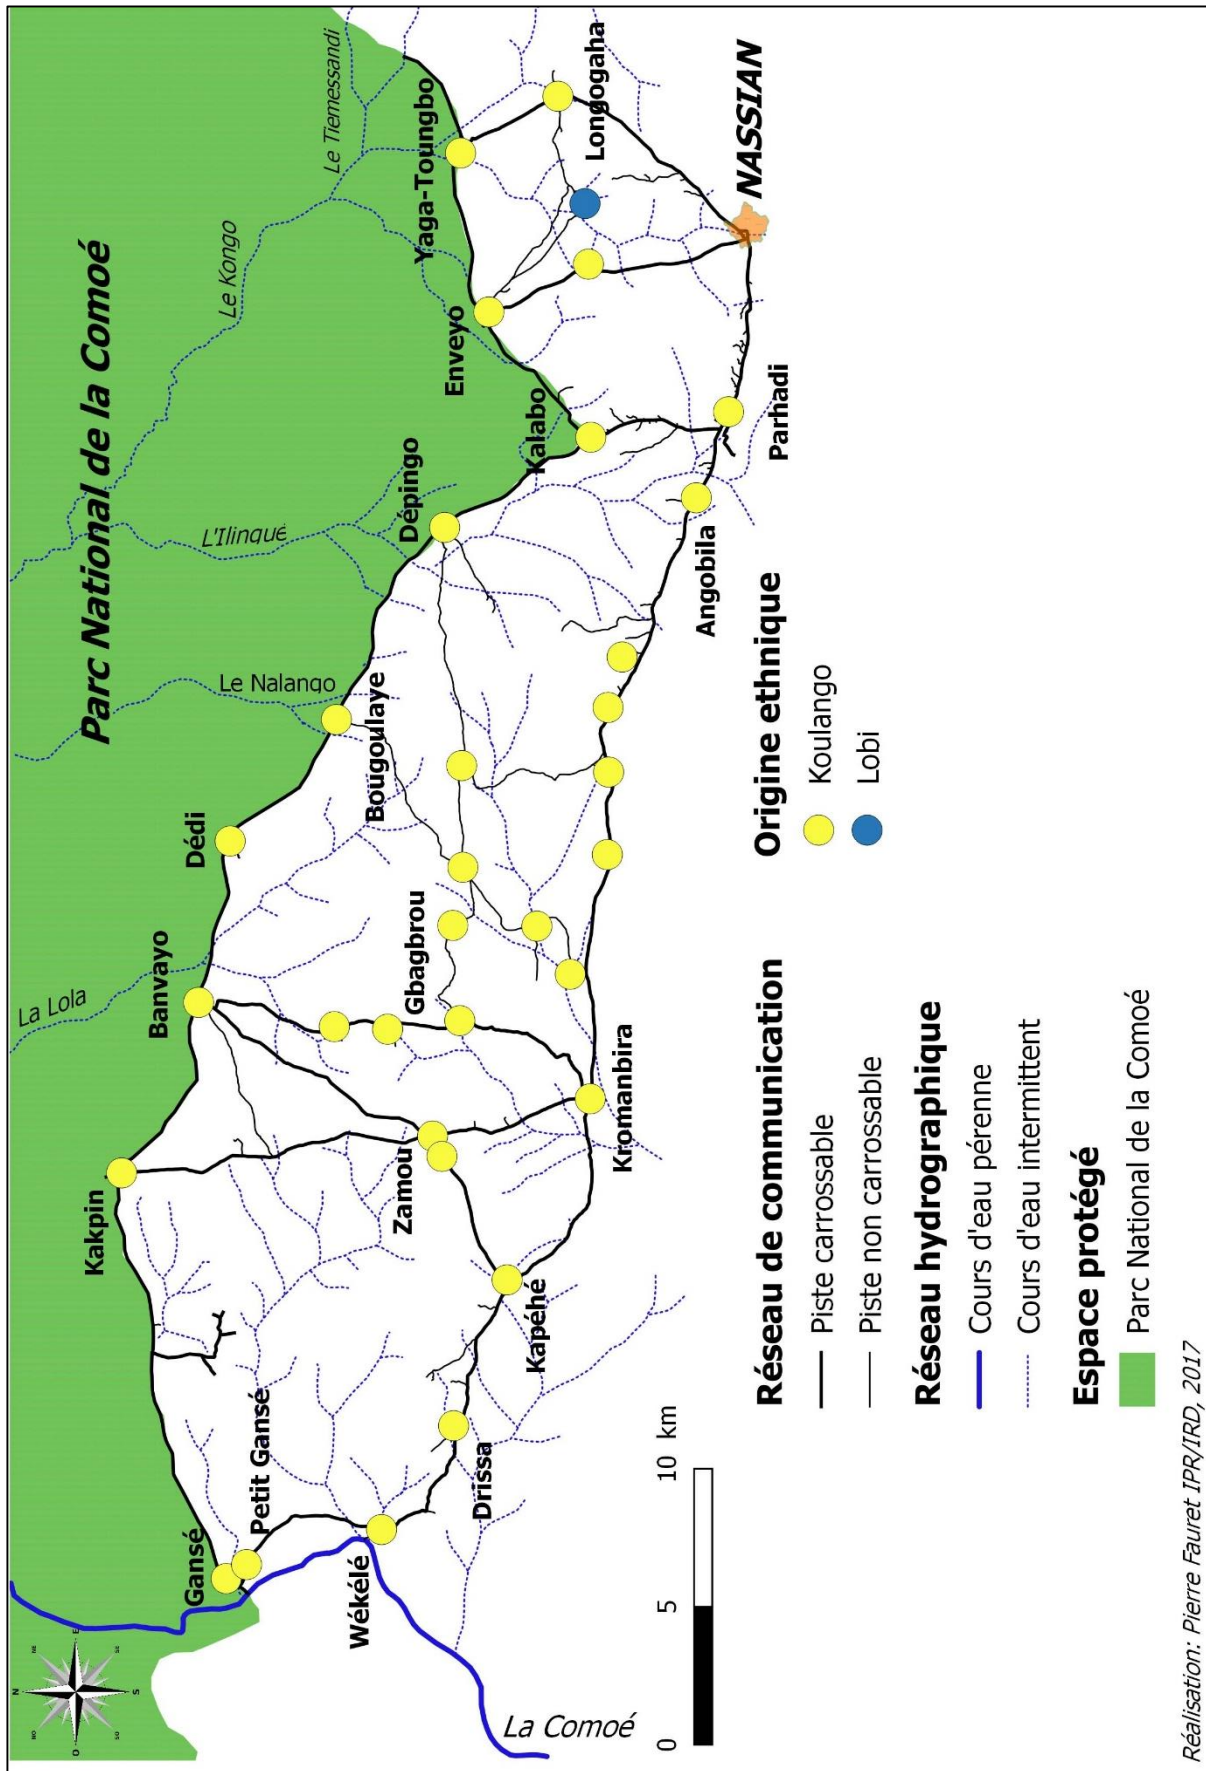 Parc National de la Comoé
Le Tiemessandi
Le Kongo
L'Ilinqué
Le Nalango
La Lola
Yaga-Toungbo
Longogaha
NASSIAN
Enveyo
Kalabo
Parhadi
Dépingo
Angobila
Bougoulaye
Dédi
Banvayo
Gbagbrou
Kromanbira
Zamou
Kakpin
Kapéhé
Drissa
Petit Gansé
Gansé
Wékélé
La Comoé
N
E
S
O
0 5 10 km
Réseau de communication
Piste carrossable
Piste non carrossable
Réseau hydrographique
Cours d'eau pérenne
Cours d'eau intermittent
Espace protégé
Parc National de la Comoé
Origine ethnique
Koulango
Lobi
Réalisation: Pierre Fauret IPR/IRD, 2017